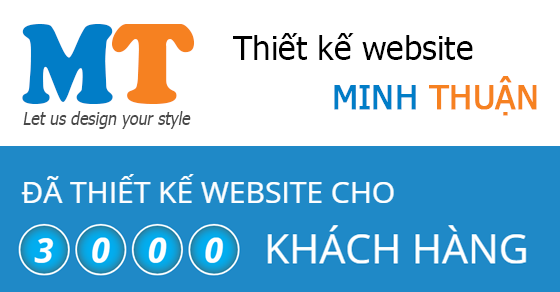 MT
Let us design your style
Thiết kế website
MINH THUẬN
ĐÃ THIẾT KẾ WEBSITE CHO
3000 KHÁCH HÀNG